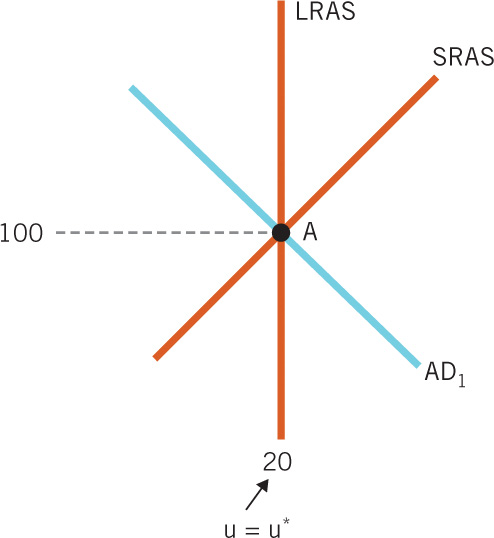 LRAS
SRAS
100
A
AD₁
20
u = u*